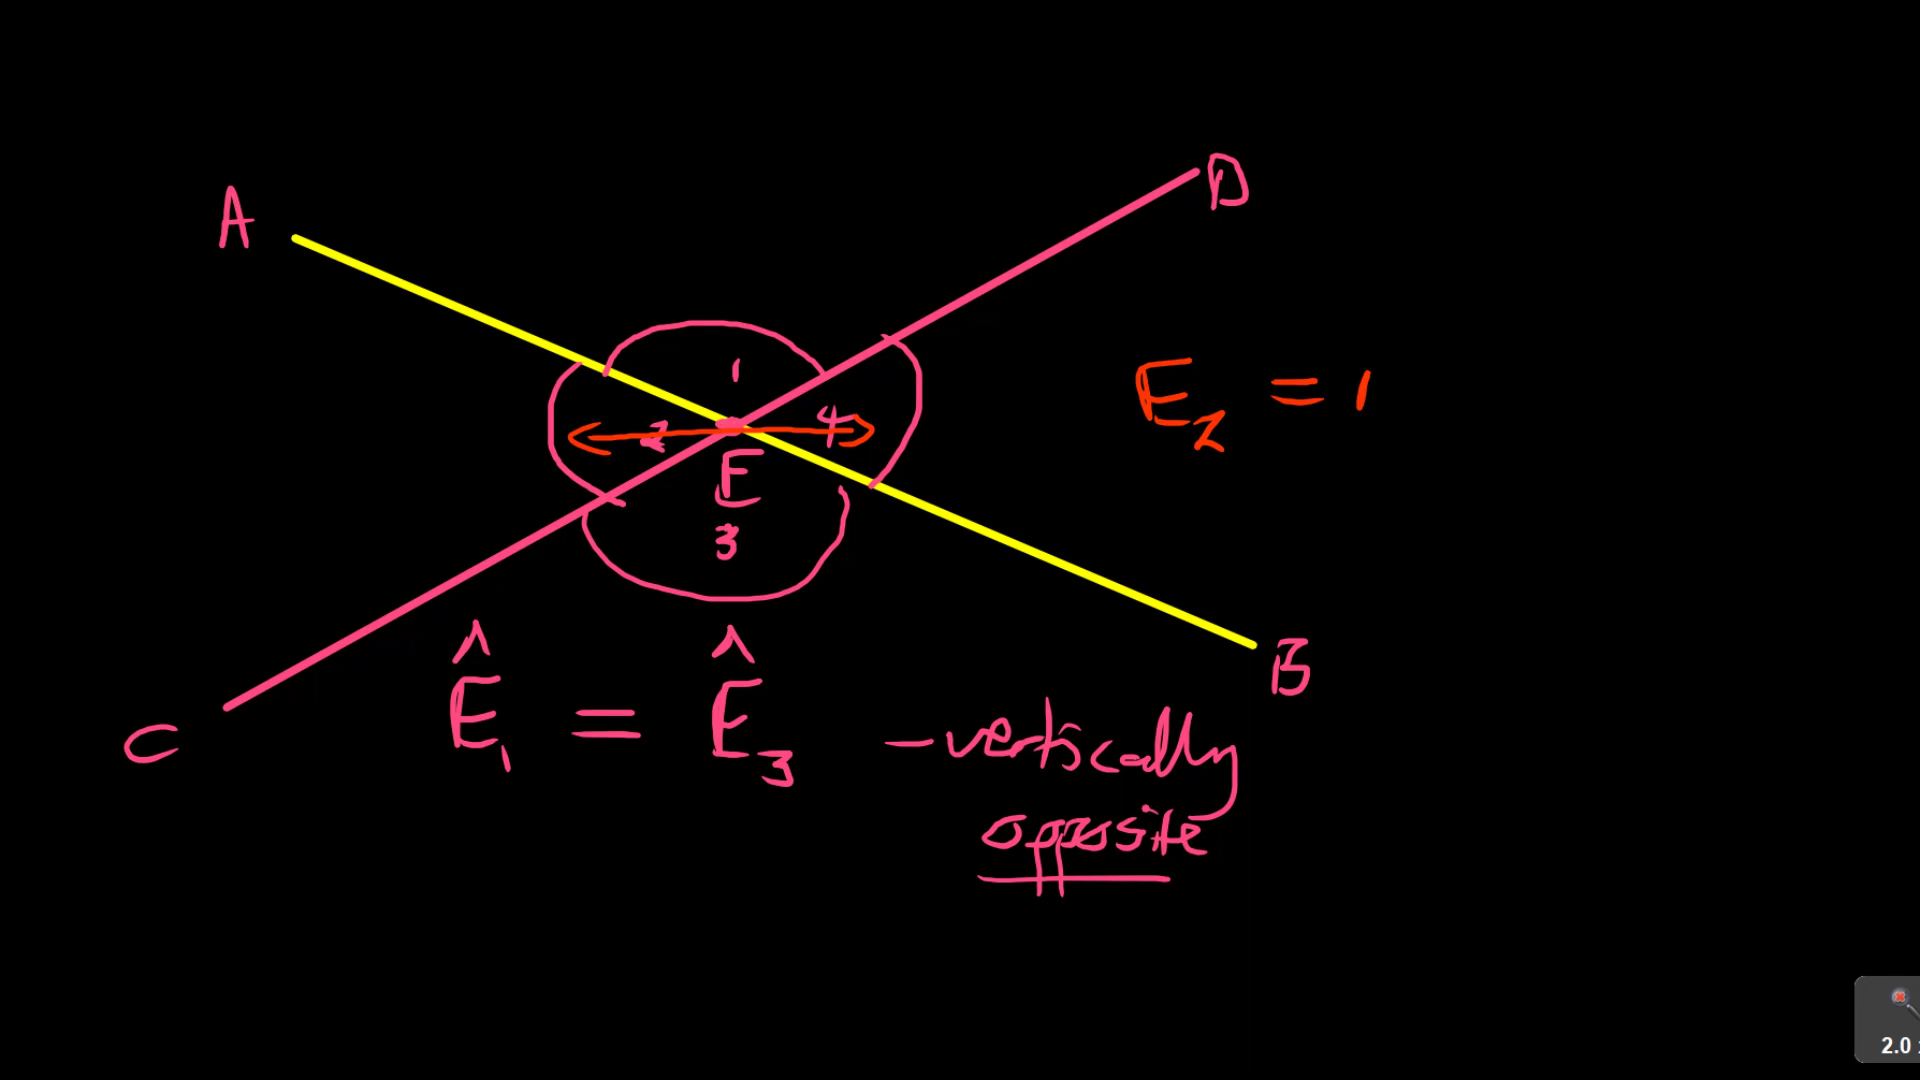 A
D
1
E₂ = 1
2
4
E
3
B
C
Ê₁ = Ê₃ - vertically
opposite
2.0